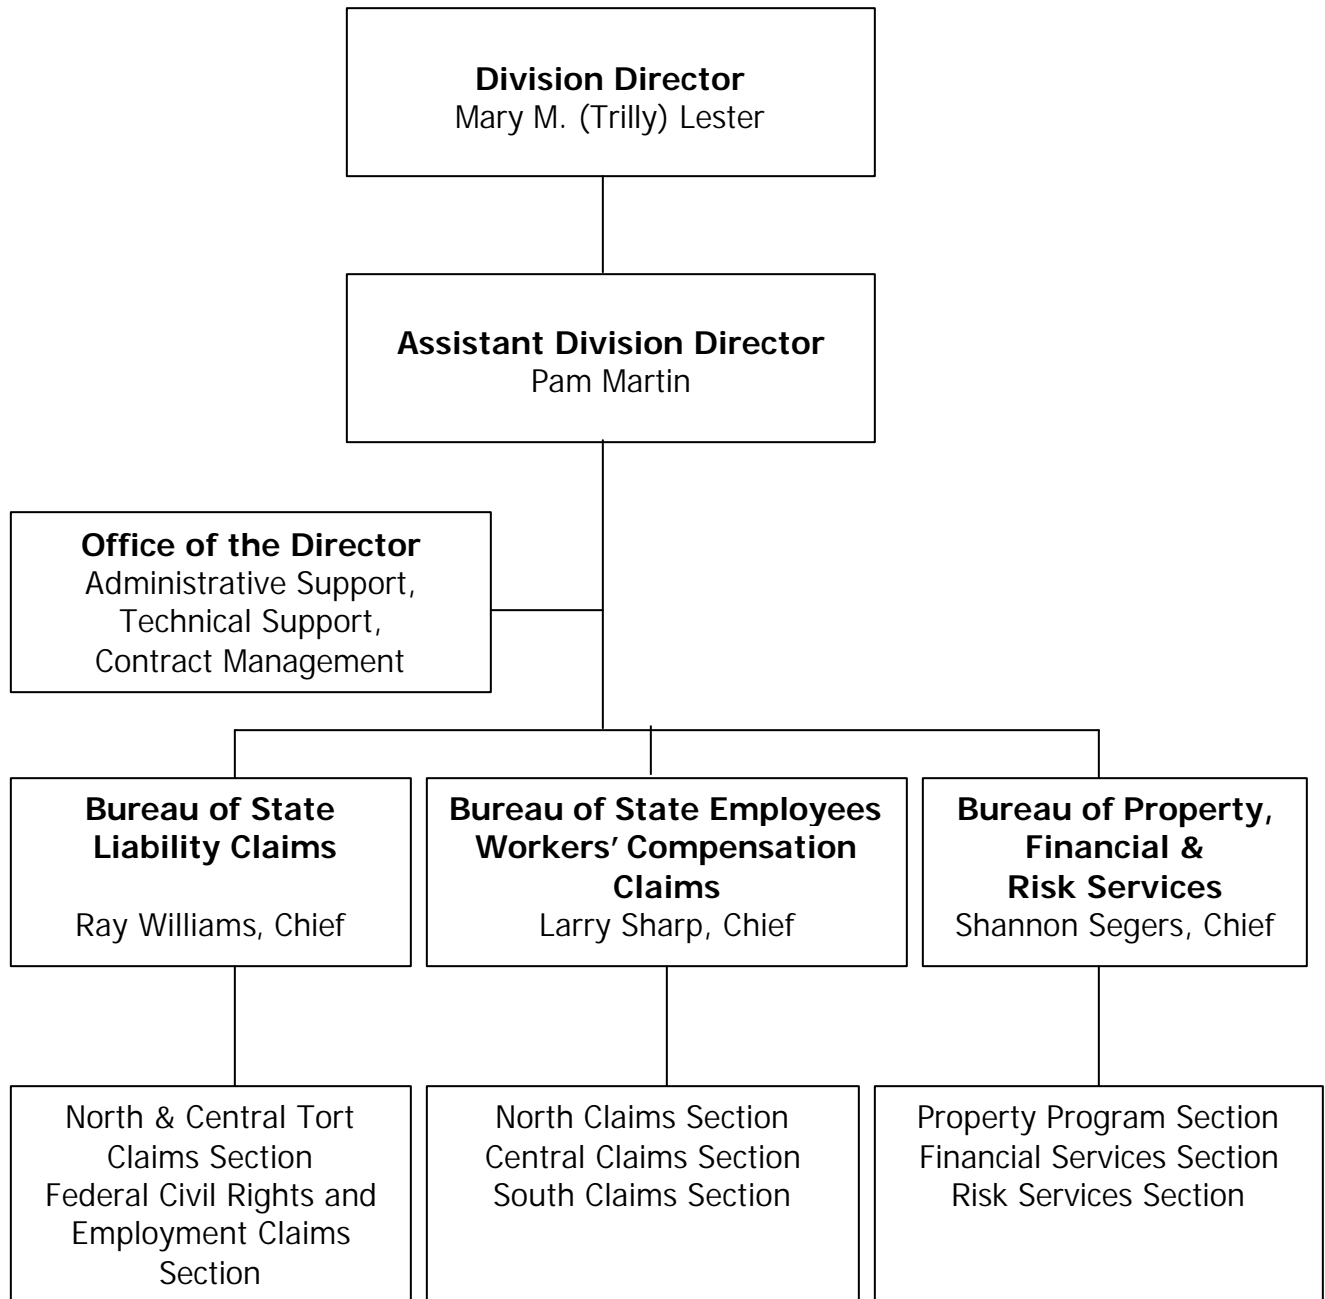 Division Director
Mary M. (Trilly) Lester
Assistant Division Director
Pam Martin
Office of the Director
Administrative Support,
Technical Support,
Contract Management
Bureau of State
Liability Claims
Ray Williams, Chief
Bureau of State Employees
Workers’ Compensation
Claims
Larry Sharp, Chief
Bureau of Property,
Financial &
Risk Services
Shannon Segers, Chief
North & Central Tort
Claims Section
Federal Civil Rights and
Employment Claims
Section
North Claims Section
Central Claims Section
South Claims Section
Property Program Section
Financial Services Section
Risk Services Section